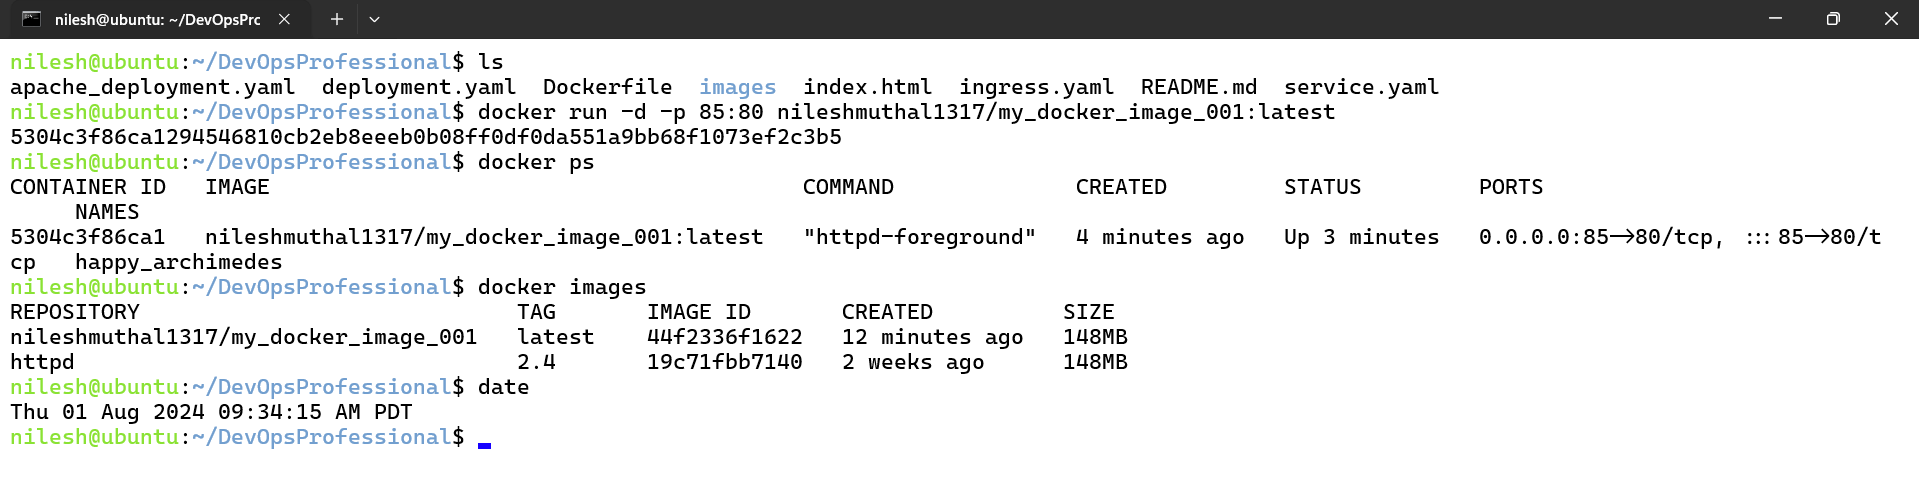 nilesh@ubuntu: ~/DevOpsPrc
nilesh@ubuntu:~/DevOpsProfessional$ ls
apache_deployment.yaml  deployment.yaml  Dockerfile  images  index.html  ingress.yaml  README.md  service.yaml
nilesh@ubuntu:~/DevOpsProfessional$ docker run -d -p 85:80 nileshmuthal1317/my_docker_image_001:latest
5304c3f86ca1294546810cb2eb8eeeb0b08ff0df0da551a9bb68f1073ef2c3b5
nilesh@ubuntu:~/DevOpsProfessional$ docker ps
CONTAINER ID   IMAGE                                         COMMAND              CREATED         STATUS         PORTS
     NAMES
5304c3f86ca1   nileshmuthal1317/my_docker_image_001:latest   "httpd-foreground"   4 minutes ago   Up 3 minutes   0.0.0.0:85->80/tcp, :::85->80/t
cp   happy_archimedes
nilesh@ubuntu:~/DevOpsProfessional$ docker images
REPOSITORY                             TAG       IMAGE ID       CREATED          SIZE
nileshmuthal1317/my_docker_image_001   latest    44f2336f1622   12 minutes ago   148MB
httpd                                  2.4       19c71fbb7140   2 weeks ago      148MB
nilesh@ubuntu:~/DevOpsProfessional$ date
Thu 01 Aug 2024 09:34:15 AM PDT
nilesh@ubuntu:~/DevOpsProfessional$